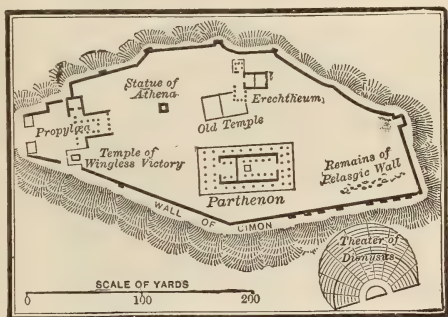 Statue of
Athena
Erechtheum
Propylæa
Old Temple
Temple of
Wingless Victory
Remains of
Pelasgic Wall
Parthenon
WALL OF CIMON
Theater of
Dionysus
SCALE OF YARDS
0 100 200